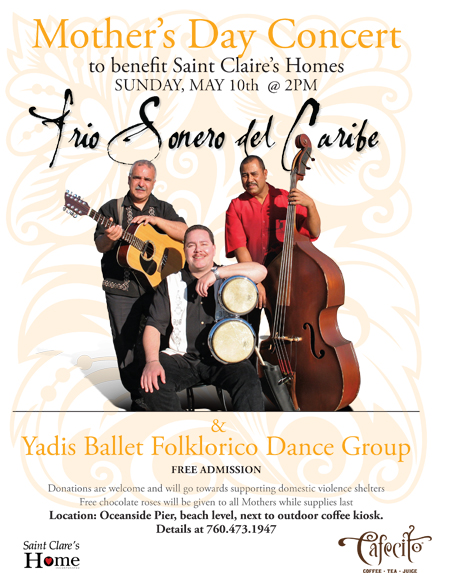 Mother's Day Concert
to benefit Saint Claire's Homes
SUNDAY, MAY 10th @ 2PM
Trio Sonero del Caribe
&
Yadis Ballet Folklorico Dance Group
FREE ADMISSION
Donations are welcome and will go towards supporting domestic violence shelters
Free chocolate roses will be given to all Mothers while supplies last
Location: Oceanside Pier, beach level, next to outdoor coffee kiosk.
Details at 760.473.1947
Saint Clare's
Home
Cafecito
COFFEE · TEA · JUICE